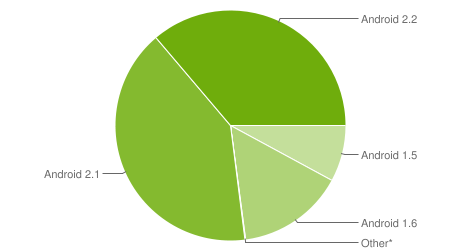 Android 2.2
Android 1.5
Android 2.1
Android 1.6
Other*